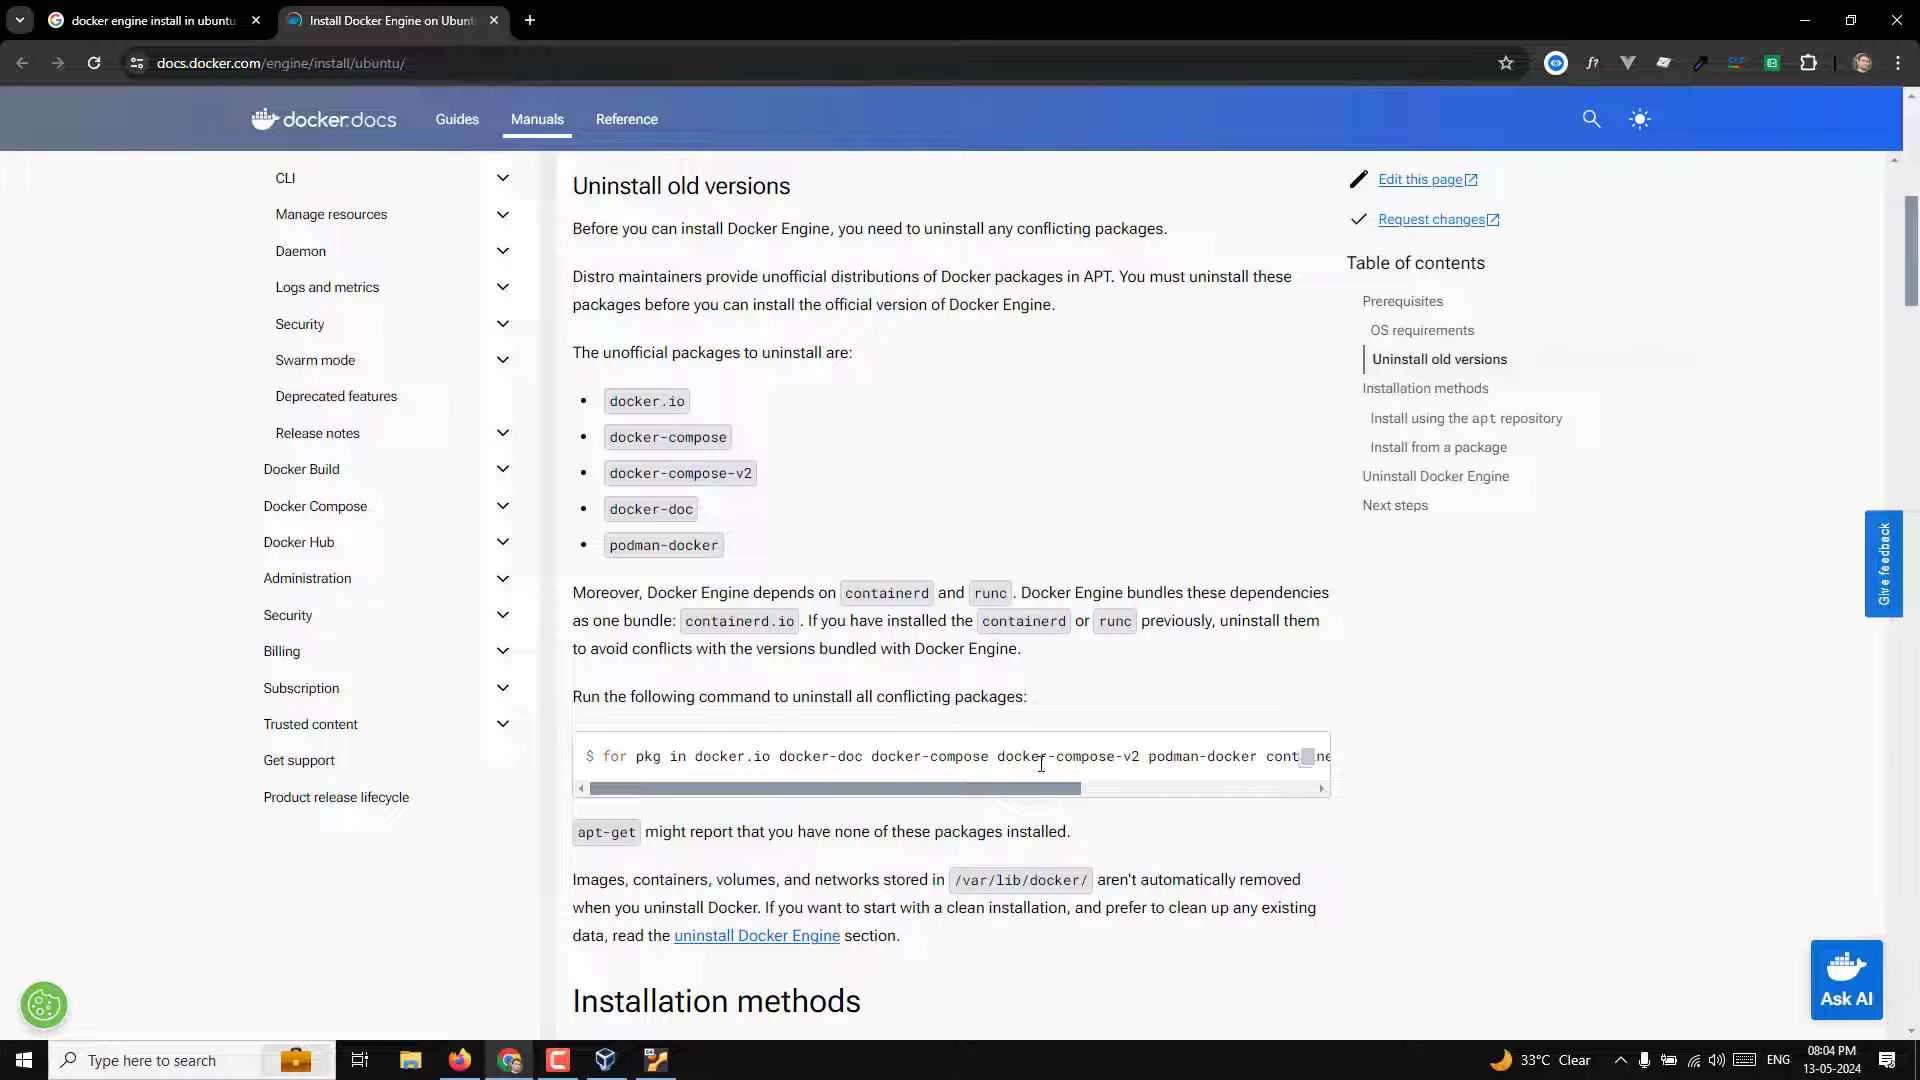 docker engine install in ubuntu
Install Docker Engine on Ubun
docs.docker.com/engine/install/ubuntu/
docker.docs
Guides
Manuals
Reference
CLI
Manage resources
Daemon
Logs and metrics
Security
Swarm mode
Deprecated features
Release notes
Docker Build
Docker Compose
Docker Hub
Administration
Security
Billing
Subscription
Trusted content
Get support
Product release lifecycle
Uninstall old versions
Before you can install Docker Engine, you need to uninstall any conflicting packages.
Distro maintainers provide unofficial distributions of Docker packages in APT. You must uninstall these
packages before you can install the official version of Docker Engine.
The unofficial packages to uninstall are:
docker.io
docker-compose
docker-compose-v2
docker-doc
podman-docker
Moreover, Docker Engine depends on containerd and runc. Docker Engine bundles these dependencies
as one bundle: containerd.io. If you have installed the containerd or runc previously, uninstall them
to avoid conflicts with the versions bundled with Docker Engine.
Run the following command to uninstall all conflicting packages:
$ for pkg in docker.io docker-doc docker-compose docker-compose-v2 podman-docker containe
apt-get might report that you have none of these packages installed.
Images, containers, volumes, and networks stored in /var/lib/docker/ aren't automatically removed
when you uninstall Docker. If you want to start with a clean installation, and prefer to clean up any existing
data, read the uninstall Docker Engine section.
Installation methods
Edit this page
Request changes
Table of contents
Prerequisites
OS requirements
Uninstall old versions
Installation methods
Install using the apt repository
Install from a package
Uninstall Docker Engine
Next steps
Give feedback
Ask AI
Type here to search
33°C Clear
ENG
08:04 PM
13-05-2024